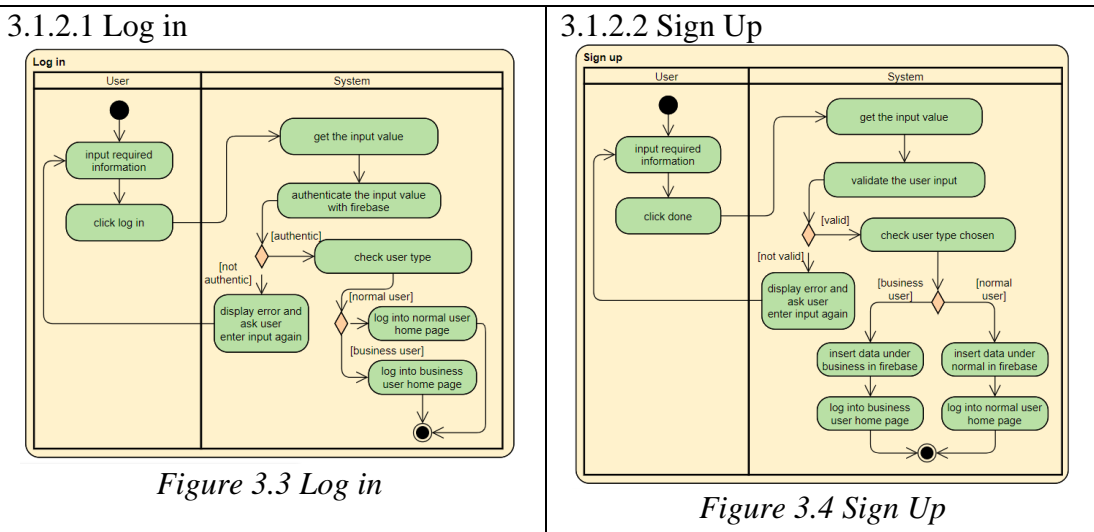 3.1.2.1 Log in
Log in
User
System
input required
information
click log in
get the input value
authenticate the input value
with firebase
[authentic]
check user type
[not
authentic]
display error and
ask user
enter input again
[normal user]
log into normal user
home page
[business user]
log into business
user home page
Figure 3.3 Log in
3.1.2.2 Sign Up
Sign up
User
System
input required
information
click done
get the input value
validate the user input
[valid]
check user type chosen
[not valid]
display error and
ask user
enter input again
[business
user]
[normal
user]
insert data under
business in firebase
insert data under
normal in firebase
log into business
user home page
log into normal user
home page
Figure 3.4 Sign Up